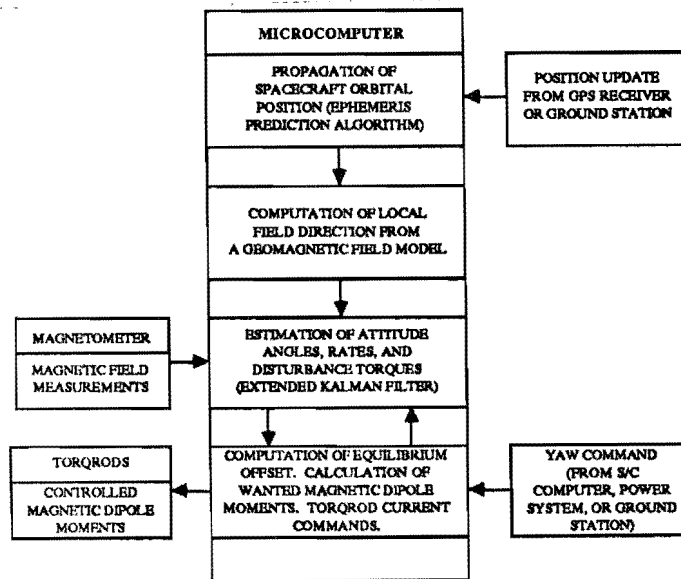 MICROCOMPUTER
PROPAGATION OF
SPACECRAFT ORBITAL
POSITION (EPHEMERIS
PREDICTION ALGORITHM)
POSITION UPDATE
FROM GPS RECEIVER
OR GROUND STATION
COMPUTATION OF LOCAL
FIELD DIRECTION FROM
A GEOMAGNETIC FIELD MODEL
MAGNETOMETER
MAGNETIC FIELD
MEASUREMENTS
ESTIMATION OF ATTITUDE
ANGLES, RATES, AND
DISTURBANCE TORQUES
(EXTENDED KALMAN FILTER)
TORQRODS
CONTROLLED
MAGNETIC DIPOLE
MOMENTS
COMPUTATION OF EQUILIBRIUM
OFFSET. CALCULATION OF
WANTED MAGNETIC DIPOLE
MOMENTS. TORQROD CURRENT
COMMANDS.
YAW COMMAND
(FROM S/C
COMPUTER, POWER
SYSTEM, OR GROUND
STATION)